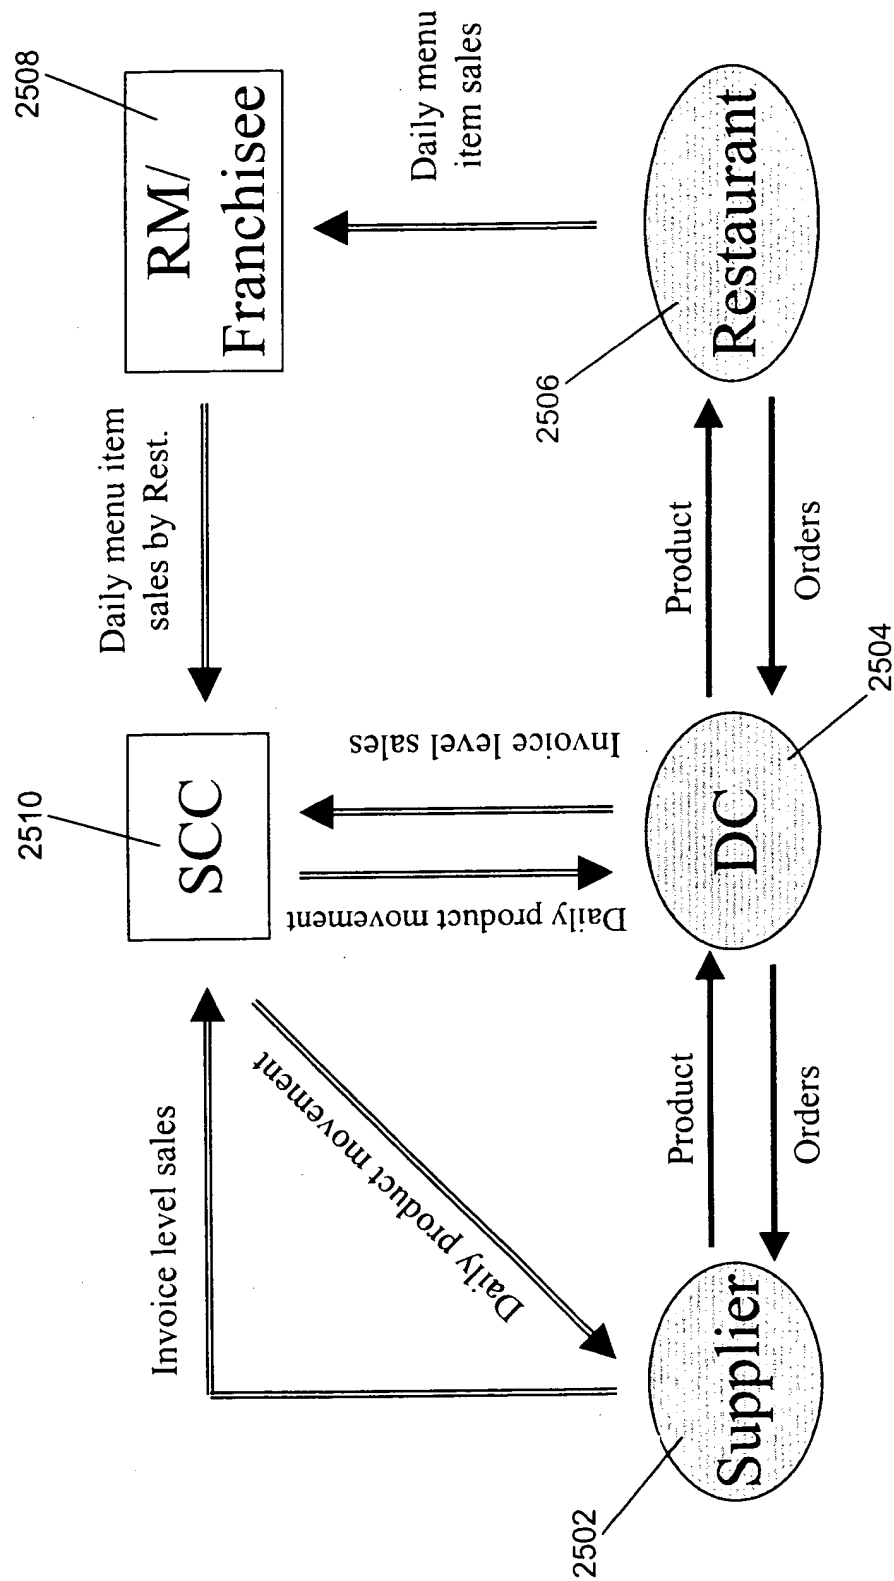 2510
2508
Invoice level sales
Daily menu item
sales by Rest.
SCC
RM/
Franchisee
Daily product movement
Daily product movement
Invoice level sales
Daily menu
item sales
2506
2502
Supplier
Product
Orders
DC
2504
Product
Orders
Restaurant